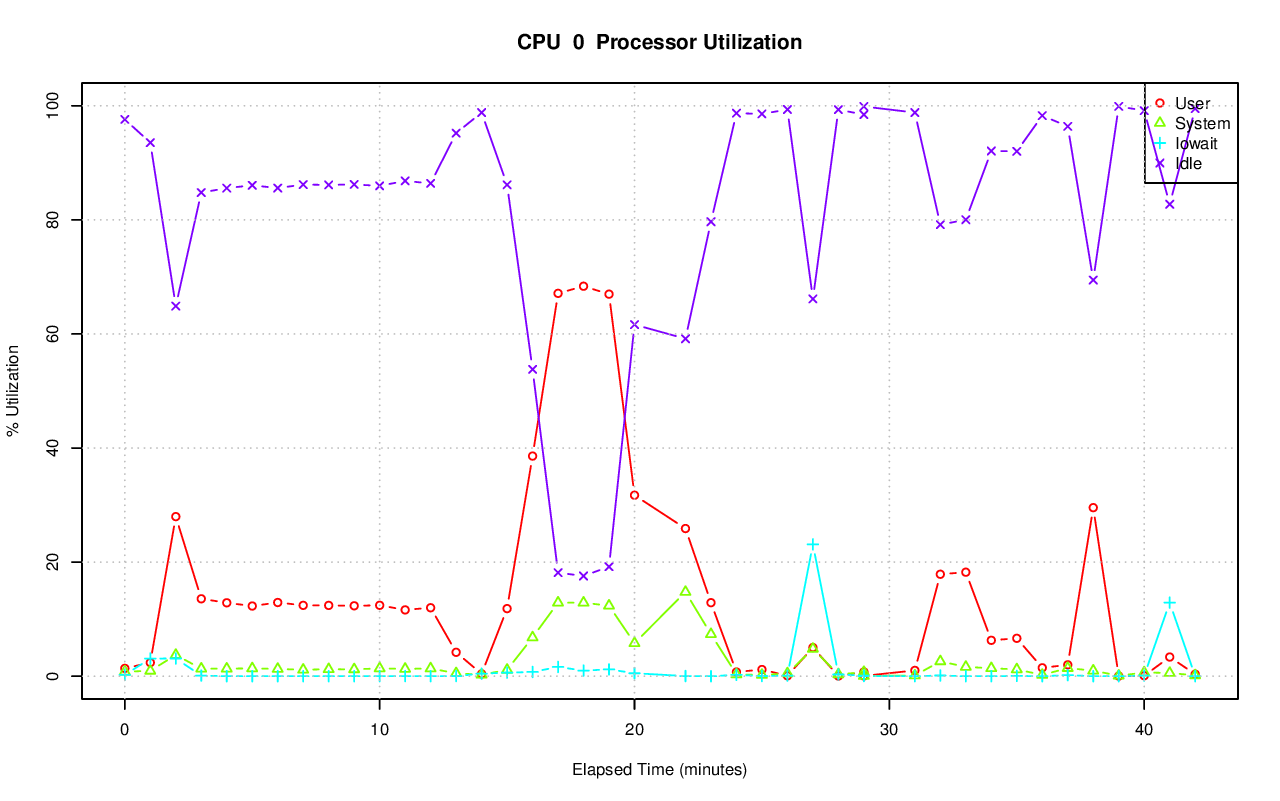 CPU  0  Processor Utilization
100
80
60
40
20
0
% Utilization
User
System
Iowait
Idle
0 10 20 30 40
Elapsed Time (minutes)